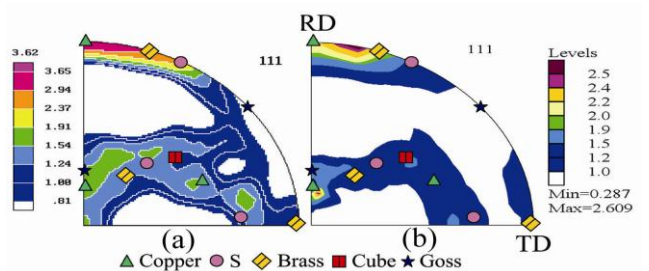 RD
3.62
111
111
Levels
3.65
2.94
2.37
1.91
1.54
1.24
1.00
.81
2.5
2.4
2.2
1.9
1.5
1.2
1.0
Min=0.287
Max=2.609
(a)
(b)
TD
Copper S Brass Cube Goss